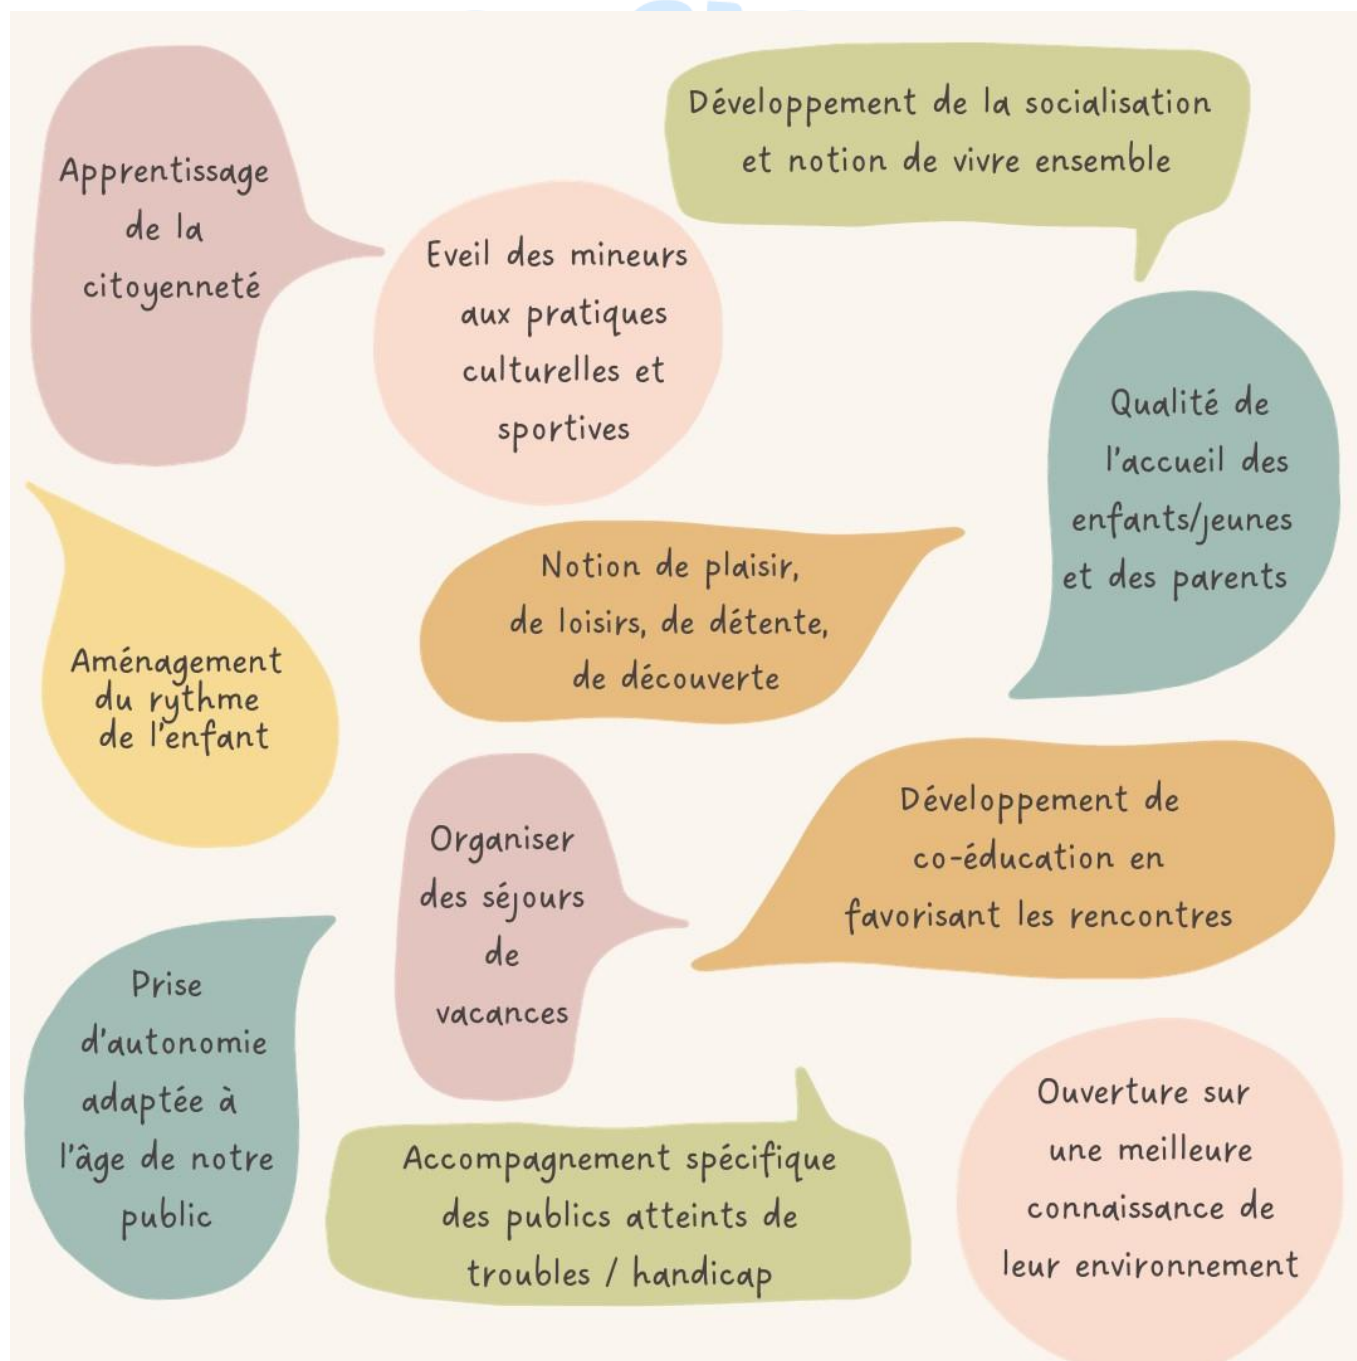 Apprentissage
de la
citoyenneté
Développement de la socialisation
et notion de vivre ensemble
Eveil des mineurs
aux pratiques
culturelles et
sportives
Qualité de
l'accueil des
enfants/jeunes
et des parents
Notion de plaisir,
de loisirs, de détente,
de découverte
Aménagement
du rythme
de l'enfant
Organiser
des séjours
de
vacances
Développement de
co-éducation en
favorisant les rencontres
Prise
d'autonomie
adaptée à
l'âge de notre
public
Accompagnement spécifique
des publics atteints de
troubles / handicap
Ouverture sur
une meilleure
connaissance de
leur environnement